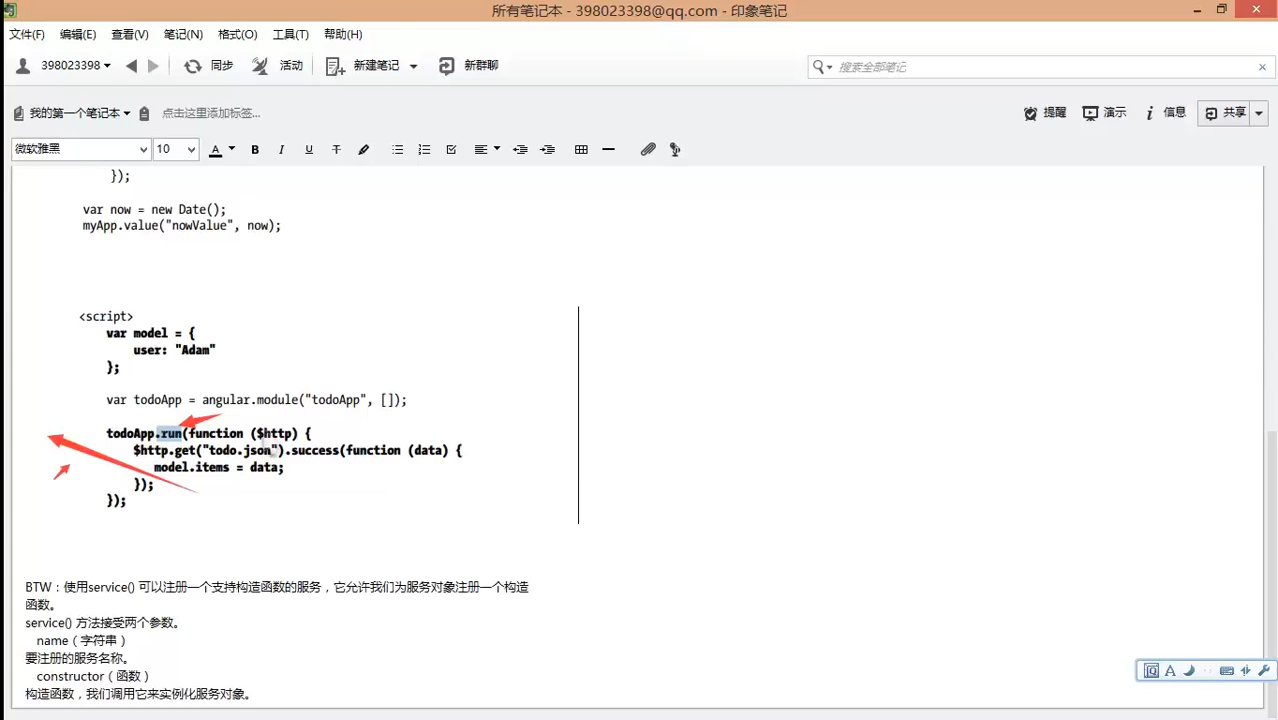 所有笔记本 - 398023398@qq.com - 印象笔记
文件(F) 编辑(E) 查看(V) 笔记(N) 格式(O) 工具(T) 帮助(H)
398023398 同步 活动 新建笔记 新群聊 搜索全部笔记
我的第一个笔记本 点击这里添加标签... 提醒 演示 信息 共享
微软雅黑 10 A B I U T
});
var now = new Date();
myApp.value("nowValue", now);
<script>
var model = {
user: "Adam"
};
var todoApp = angular.module("todoApp", []);
todoApp.run(function ($http) {
$http.get("todo.json").success(function (data) {
model.items = data;
});
});
BTW：使用service() 可以注册一个支持构造函数的服务，它允许我们为服务对象注册一个构造
函数。
service() 方法接受两个参数。
name（字符串）
要注册的服务名称。
constructor（函数）
构造函数，我们调用它来实例化服务对象。